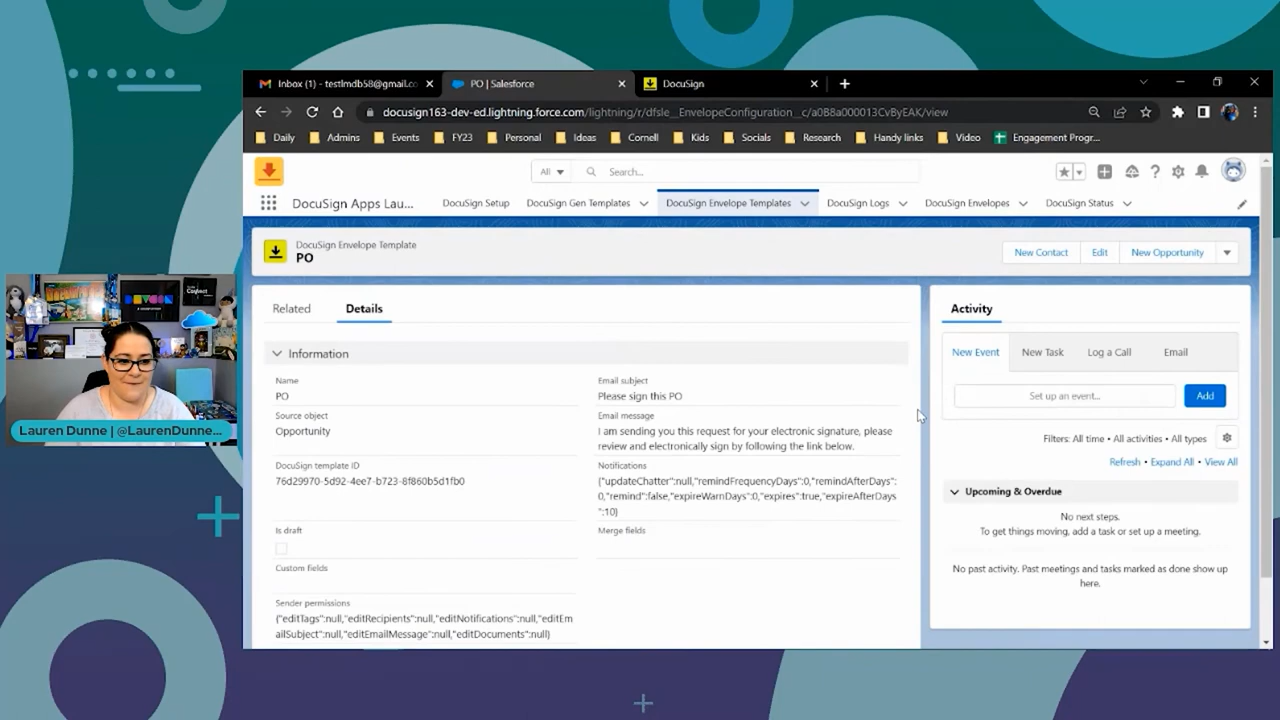 Inbox (1) - testlmdb58@gmail.co
PO | Salesforce
DocuSign
docusign163-dev-ed.lightning.force.com/lightning/r/dfsle__EnvelopeConfiguration__c/a0B8a000013CvByEAK/view
Daily
Admins
Events
FY23
Personal
Ideas
Cornell
Kids
Socials
Research
Handy links
Video
Engagement Progr...
All
Search...
DocuSign Apps Lau...
DocuSign Setup
DocuSign Gen Templates
DocuSign Envelope Templates
DocuSign Logs
DocuSign Envelopes
DocuSign Status
DocuSign Envelope Template
PO
New Contact
Edit
New Opportunity
Related
Details
Information
Name
PO
Source object
Opportunity
DocuSign template ID
76d29970-5d92-4ee7-b723-8f860b5d1fb0
Is draft
Custom fields
Sender permissions
{"editTags":null,"editRecipients":null,"editNotifications":null,"editEm
ailSubject":null,"editEmailMessage":null,"editDocuments":null}
Email subject
Please sign this PO
Email message
I am sending you this request for your electronic signature, please
review and electronically sign by following the link below.
Notifications
{"updateChatter":null,"remindFrequencyDays":0,"remindAfterDays":
0,"remind":false,"expireWarnDays":0,"expires":true,"expireAfterDays
":10}
Merge fields
Activity
New Event
New Task
Log a Call
Email
Set up an event...
Add
Filters: All time • All activities • All types
Refresh • Expand All • View All
Upcoming & Overdue
No next steps.
To get things moving, add a task or set up a meeting.
No past activity. Past meetings and tasks marked as done show up
here.
Lauren Dunne | @LaurenDunne...